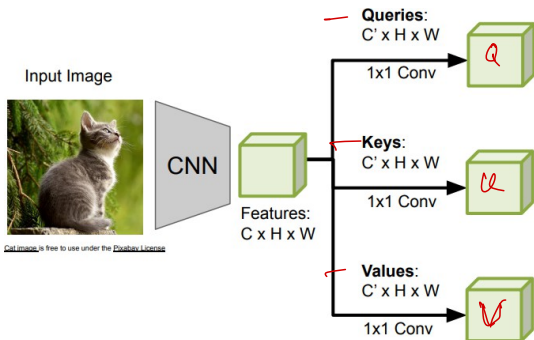 Input Image
CNN
Features:
C x H x W
Cat image is free to use under the Pixabay License
Queries:
C' x H x W
1x1 Conv
Q
Keys:
C' x H x W
1x1 Conv
Values:
C' x H x W
1x1 Conv
V